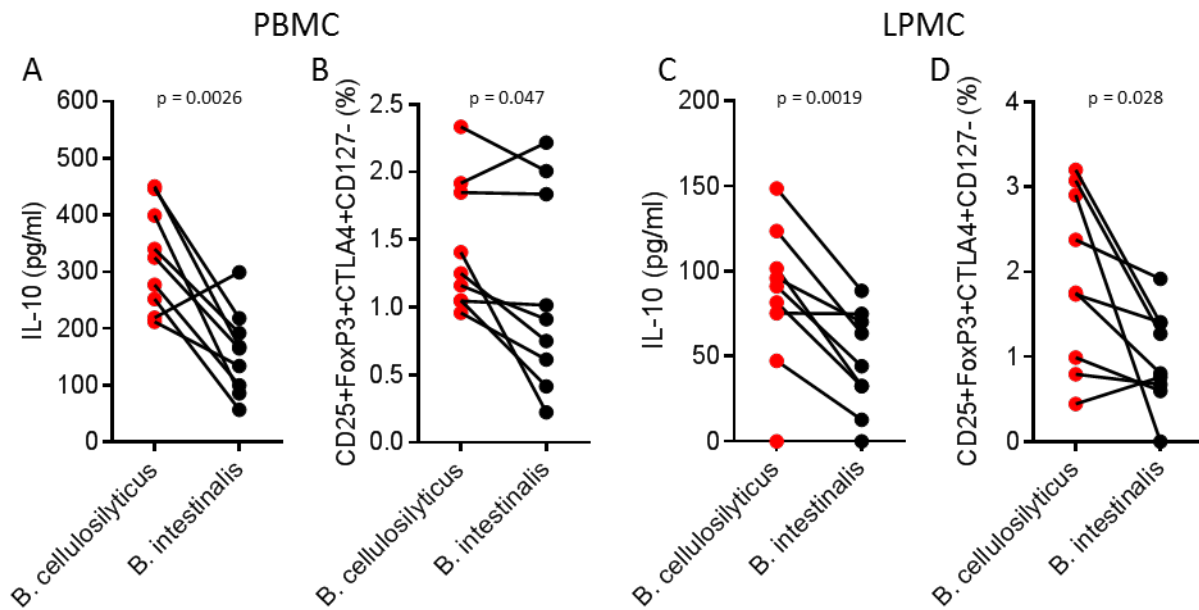 PBMC
LPMC
A
B
C
D
p = 0.0026
p = 0.047
p = 0.0019
p = 0.028
IL-10 (pg/ml)
600
500
400
300
200
100
0
B. cellulosilyticus
B. intestinalis
CD25+FoxP3+CTLA4+CD127- (%)
2.5
2.0
1.5
1.0
0.5
0.0
B. cellulosilyticus
B. intestinalis
IL-10 (pg/ml)
200
150
100
50
0
B. cellulosilyticus
B. intestinalis
CD25+FoxP3+CTLA4+CD127- (%)
4
3
2
1
0
B. cellulosilyticus
B. intestinalis